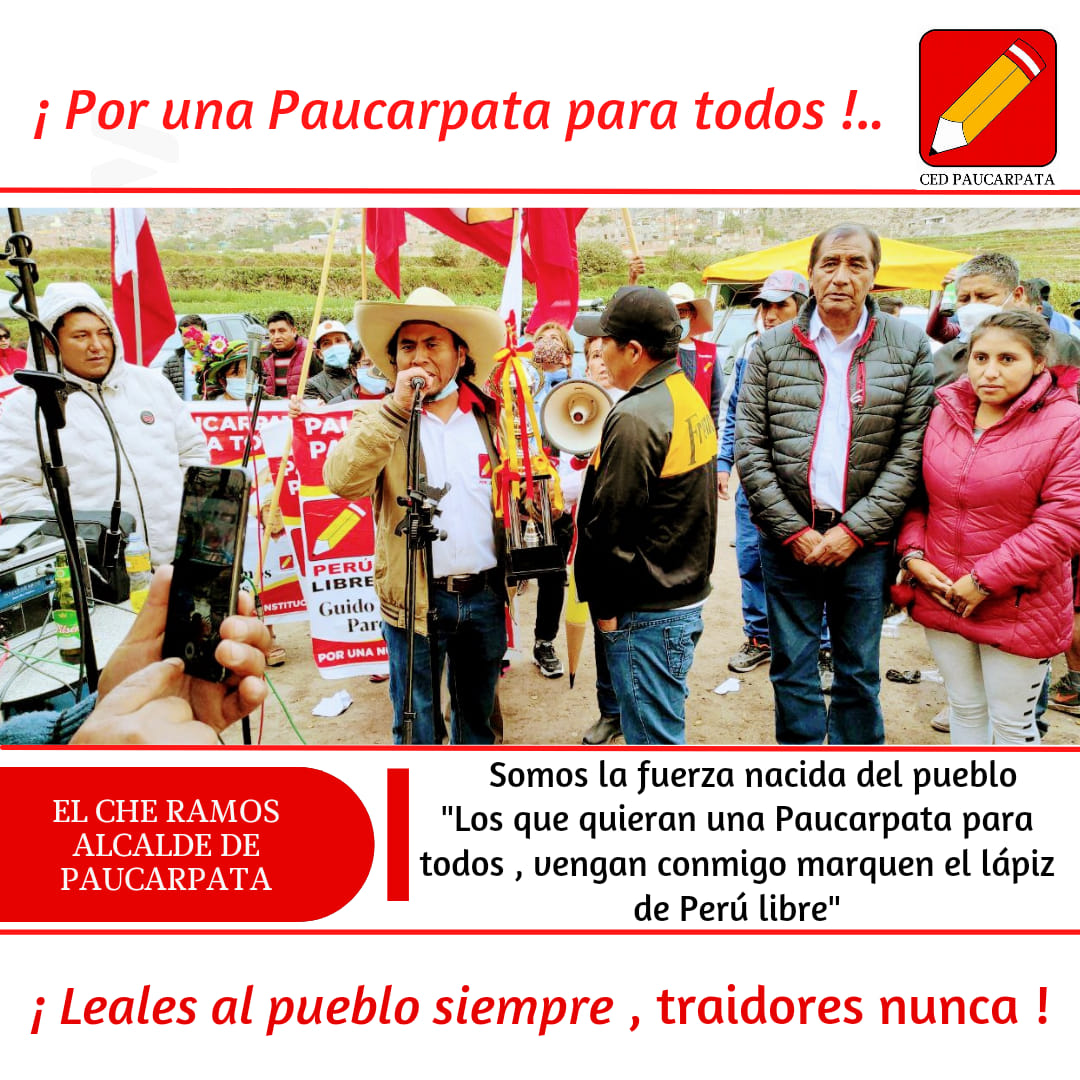 ¡ Por una Paucarpata para todos !..
CED PAUCARPATA
PERÚ
LIBRE
Guido
POR UNA
EL CHE RAMOS
ALCALDE DE
PAUCARPATA
Somos la fuerza nacida del pueblo
"Los que quieran una Paucarpata para
todos , vengan conmigo marquen el lápiz
de Perú libre"
¡ Leales al pueblo siempre , traidores nunca !